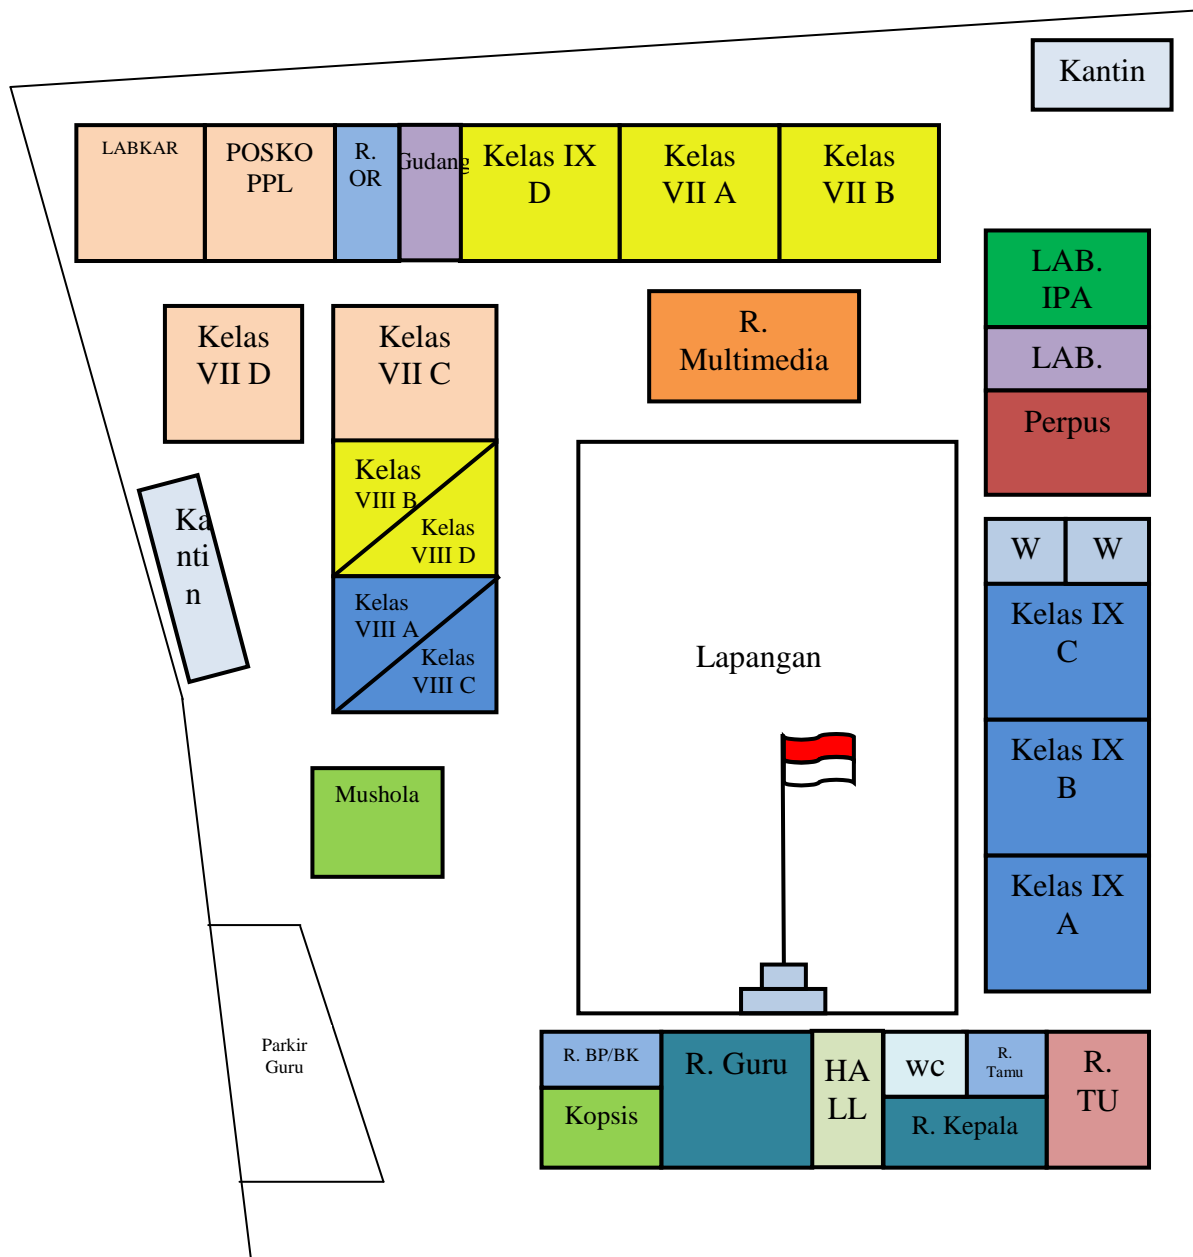 Kantin
LABKAR
POSKO
PPL
R.
OR
Gudang
Kelas IX
D
Kelas
VII A
Kelas
VII B
LAB.
IPA
LAB.
Perpus
Kelas
VII D
Kelas
VII C
R.
Multimedia
Kelas
VIII B
Kelas
VIII D
Ka
nti
n
Kelas
VIII A
Kelas
VIII C
W
W
Kelas IX
C
Lapangan
Kelas IX
B
Mushola
Kelas IX
A
Parkir
Guru
R. BP/BK
Kopsis
R. Guru
HA
LL
wc
R.
Tamu
R. Kepala
R.
TU